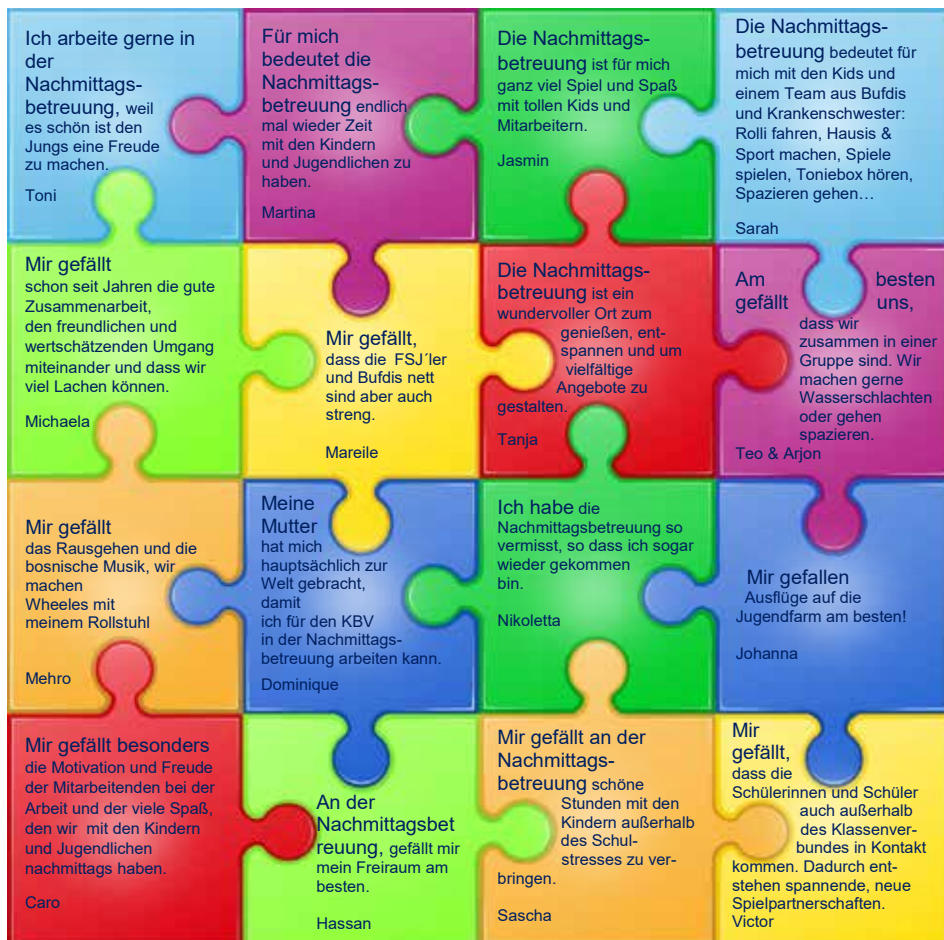 Ich arbeite gerne in
der
Nachmittags-
betreuung, weil
es schön ist den
Jungs eine Freude
zu machen.
Toni
Für mich
bedeutet die
Nachmittags-
betreuung endlich
mal wieder Zeit
mit den Kindern
und Jugendlichen zu
haben.
Martina
Die Nachmittags-
betreuung ist für mich
ganz viel Spiel und Spaß
mit tollen Kids und
Mitarbeitern.
Jasmin
Die Nachmittags-
betreuung bedeutet für
mich mit den Kids und
einem Team aus Bufdis
und Krankenschwester:
Rolli fahren, Hausis &
Sport machen, Spiele
spielen, Toniebox hören,
Spazieren gehen…
Sarah
Mir gefällt
schon seit Jahren die gute
Zusammenarbeit,
den freundlichen und
wertschätzenden Umgang
miteinander und dass wir
viel Lachen können.
Michaela
Mir gefällt,
dass die FSJ´ler
und Bufdis nett
sind aber auch
streng.
Mareile
Die Nachmittags-
betreuung ist ein
wundervoller Ort zum
genießen, ent-
spannen und um
vielfältige
Angebote zu
gestalten.
Tanja
Am besten
gefällt uns,
dass wir
zusammen in einer
Gruppe sind. Wir
machen gerne
Wasserschlachten
oder gehen
spazieren.
Teo & Arjon
Mir gefällt
das Rausgehen und die
bosnische Musik, wir
machen
Wheeles mit
meinem Rollstuhl
Mehro
Meine
Mutter
hat mich
hauptsächlich zur
Welt gebracht,
damit
ich für den KBV
in der Nachmittags-
betreuung arbeiten kann.
Dominique
Ich habe die
Nachmittagsbetreuung so
vermisst, so dass ich sogar
wieder gekommen
bin.
Nikoletta
Mir gefallen
Ausflüge auf die
Jugendfarm am besten!
Johanna
Mir gefällt besonders
die Motivation und Freude
der Mitarbeitenden bei der
Arbeit und der viele Spaß,
den wir mit den Kindern
und Jugendlichen
nachmittags haben.
Caro
An der
Nachmittagsbet
reuung, gefällt mir
mein Freiraum am
besten.
Hassan
Mir gefällt an der
Nachmittags-
betreuung schöne
Stunden mit den
Kindern außerhalb
des Schul-
stresses zu ver-
bringen.
Sascha
Mir
gefällt,
dass die
Schülerinnen und Schüler
auch außerhalb
des Klassenver-
bundes in Kontakt
kommen. Dadurch ent-
stehen spannende, neue
Spielpartnerschaften.
Victor